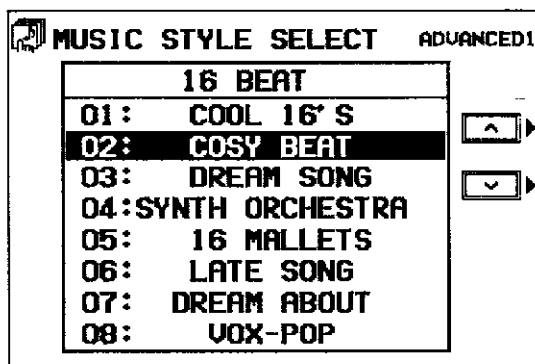 MUSIC STYLE SELECT ADVANCED1
16 BEAT
01: COOL 16'S
02: COSY BEAT
03: DREAM SONG
04:SYNTH ORCHESTRA
05: 16 MALLETS
06: LATE SONG
07: DREAM ABOUT
08: VOX-POP